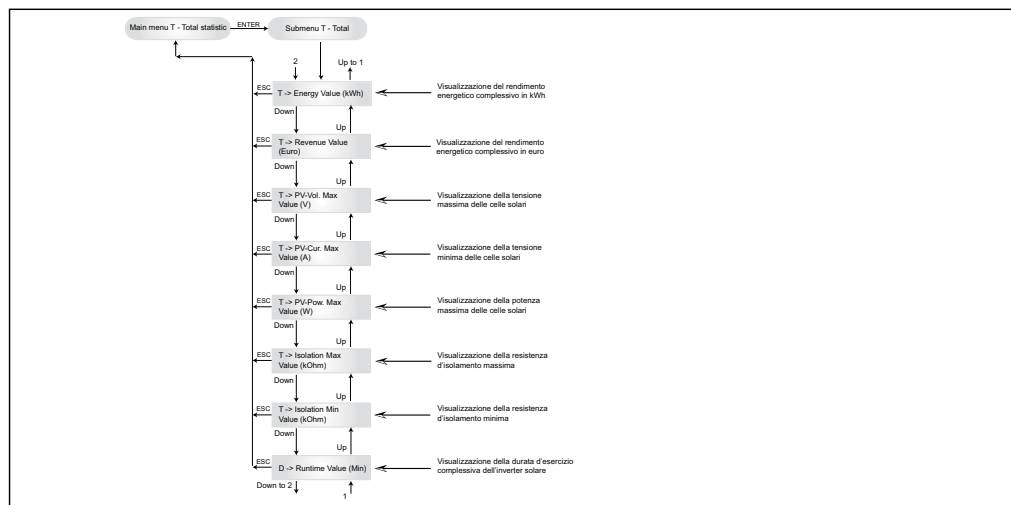 Main menu T - Total statistic
ENTER
Submenu T - Total
2
Up to 1
ESC
T -> Energy Value (kWh)
Visualizzazione del rendimento
energetico complessivo in kWh
Down
Up
ESC
T -> Revenue Value
(Euro)
Visualizzazione del rendimento
energetico complessivo in euro
Down
Up
ESC
T -> PV-Vol. Max
Value (V)
Visualizzazione della tensione
massima delle celle solari
Down
Up
ESC
T -> PV-Cur. Max
Value (A)
Visualizzazione della tensione
minima delle celle solari
Down
Up
ESC
T -> PV-Pow. Max
Value (W)
Visualizzazione della potenza
massima delle celle solari
Down
Up
ESC
T -> Isolation Max
Value (kOhm)
Visualizzazione della resistenza
d'isolamento massima
Down
Up
ESC
T -> Isolation Min
Value (kOhm)
Visualizzazione della resistenza
d'isolamento minima
Down
Up
ESC
D -> Runtime Value (Min)
Visualizzazione della durata d'esercizio
complessiva dell'inverter solare
Down to 2
1